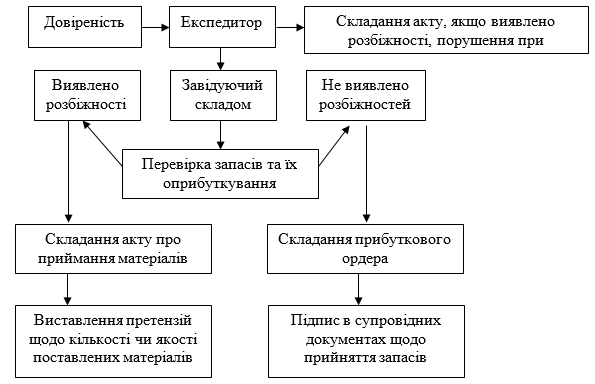 Довіреність
Експедитор
Складання акту, якщо виявлено
розбіжності, порушення при
Виявлено
розбіжності
Завідуючий
складом
Не виявлено
розбіжностей
Перевірка запасів та їх
оприбуткування
Складання акту про
приймання матеріалів
Складання прибуткового
ордера
Виставлення претензій
щодо кількості чи якості
поставлених матеріалів
Підпис в супровідних
документах щодо
прийняття запасів